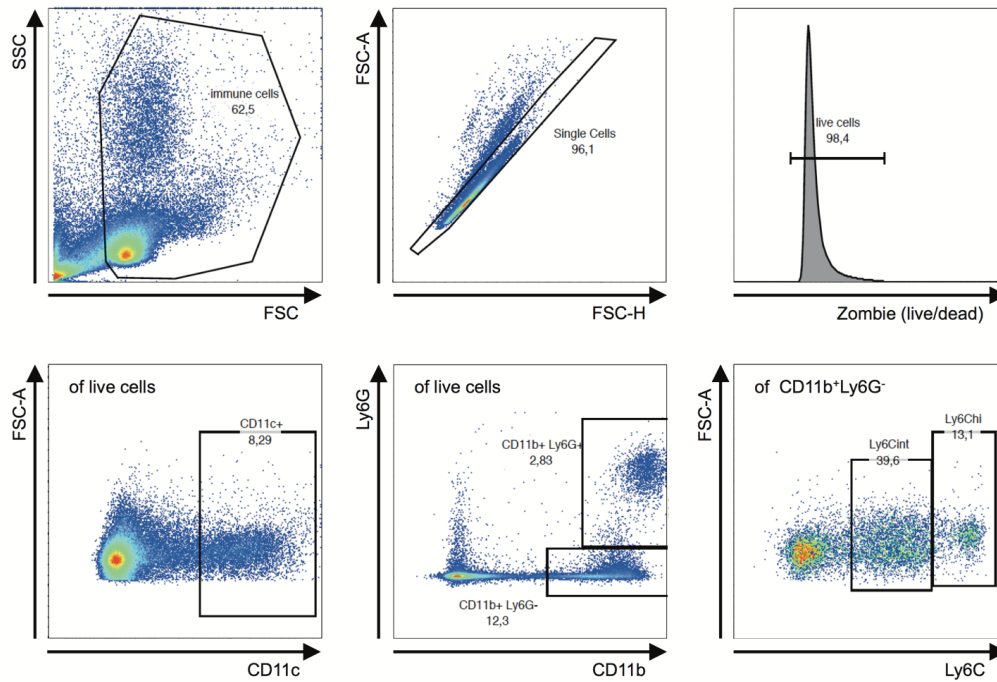 SSC
immune cells
62,5
FSC
FSC-A
Single Cells
96,1
FSC-H
live cells
98,4
Zombie (live/dead)
FSC-A
of live cells
CD11c+
8,29
CD11c
Ly6G
of live cells
CD11b+ Ly6G+
2,83
CD11b+ Ly6G-
12,3
CD11b
FSC-A
of CD11b⁺Ly6G⁻
Ly6Chi
13,1
Ly6Cint
39,6
Ly6C